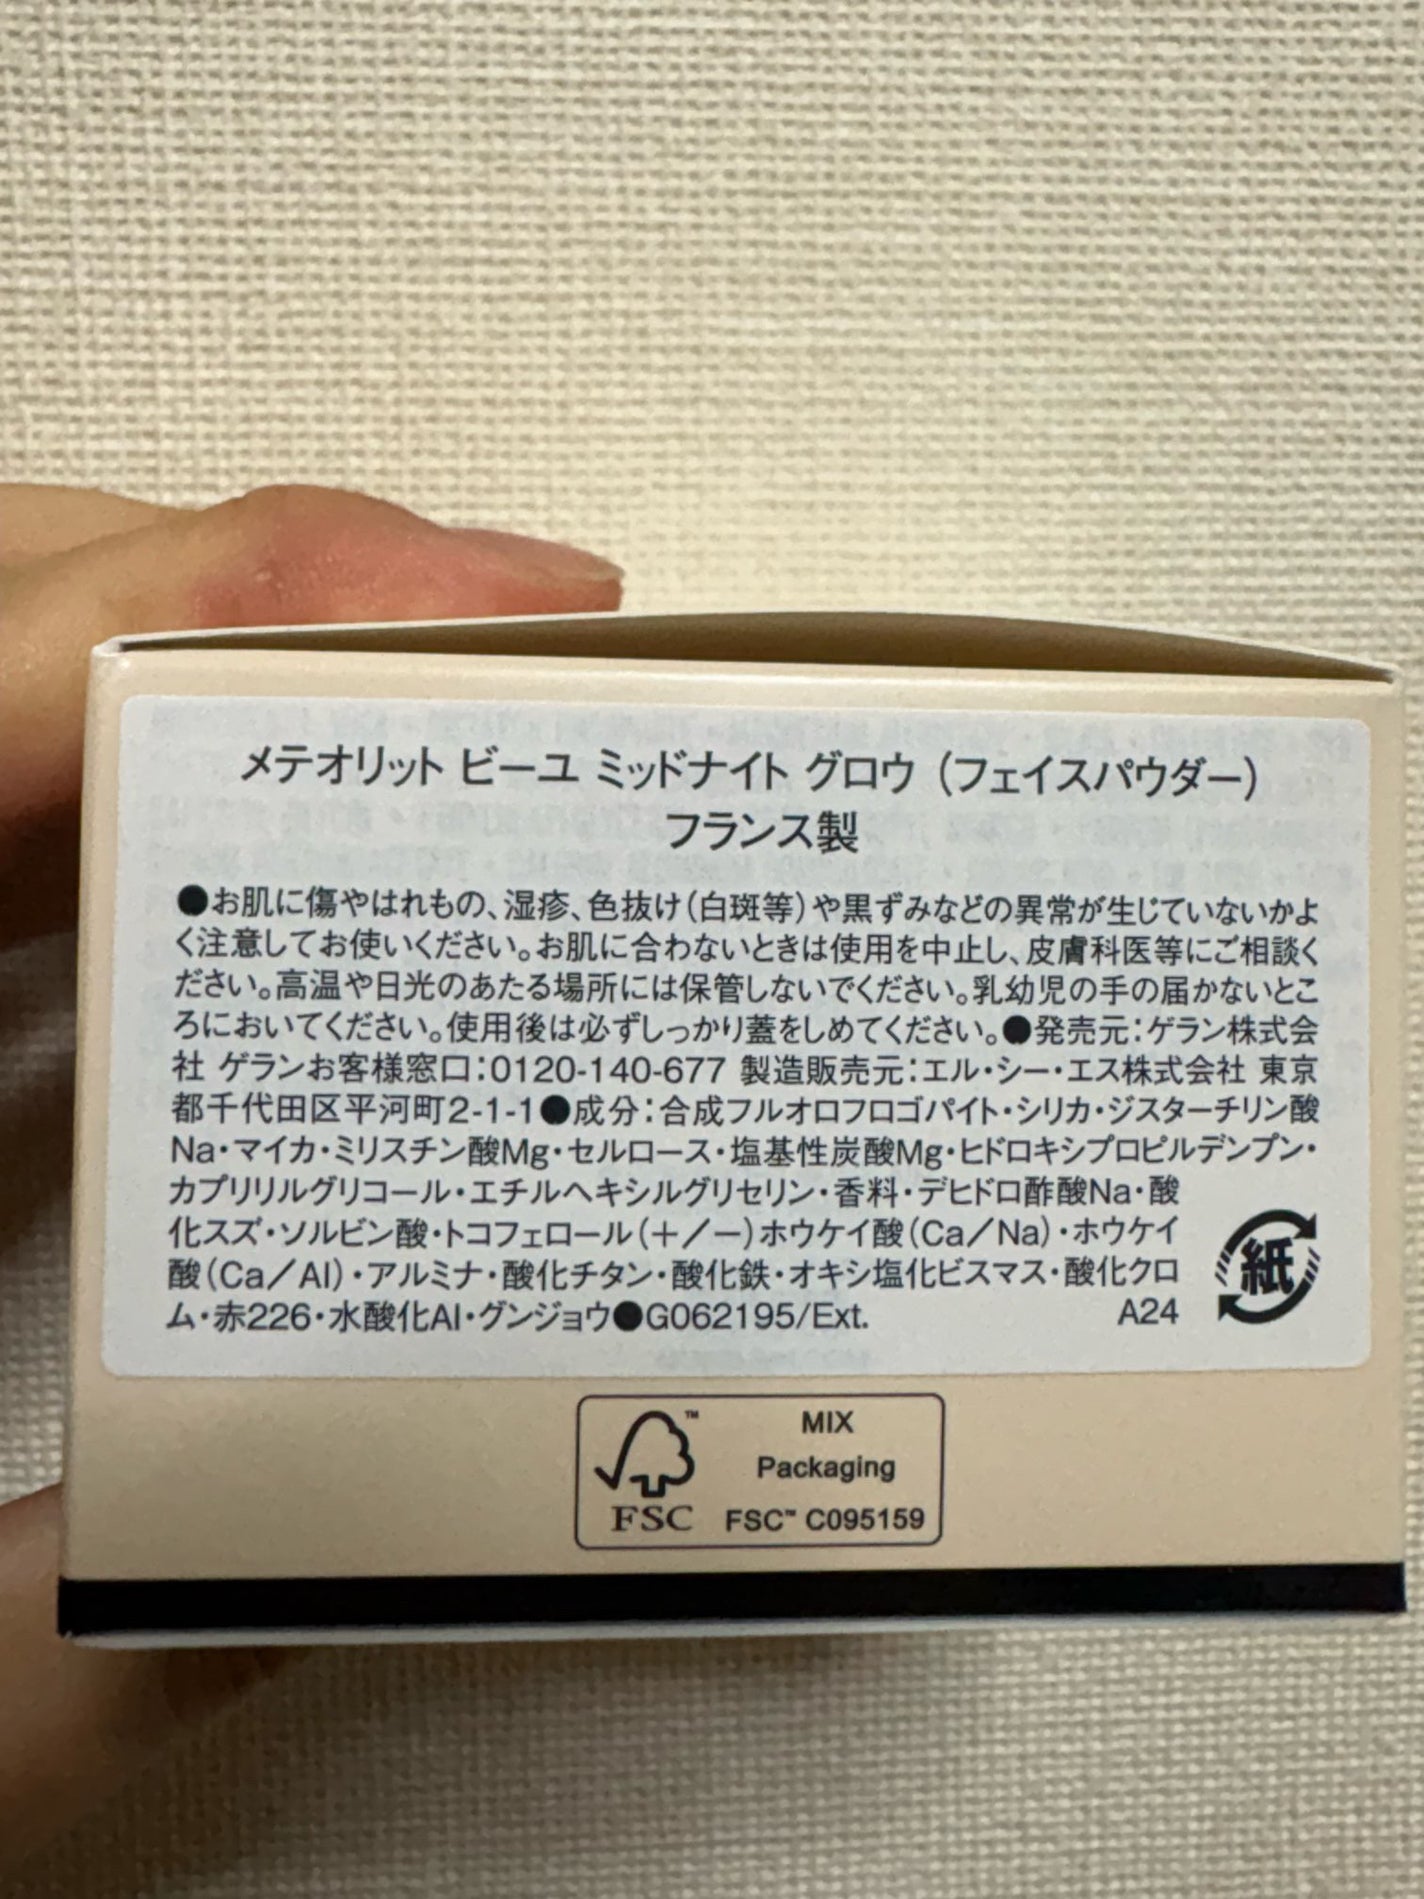 メテオリット ビーユ ミッドナイト グロウ（フェイスパウダー）
フランス製
●お肌に傷やはれもの、湿疹、色抜け（白斑等）や黒ずみなどの異常が生じていないかよ
く注意してお使いください。お肌に合わないときは使用を中止し、皮膚科医等にご相談く
ださい。高温や日光のあたる場所には保管しないでください。乳幼児の手の届かないとこ
ろにおいてください。使用後は必ずしっかり蓋をしめてください。●発売元：ゲラン株式会
社 ゲランお客様窓口：0120-140-677 製造販売元：エル・シー・エス株式会社 東京
都千代田区平河町2-1-1●成分：合成フルオロフロゴパイト・シリカ・ジステアリン酸
Na・マイカ・ミリスチン酸Mg・セルロース・塩基性炭酸Mg・ヒドロキシプロピルデンプン・
カプリリルグリコール・エチルヘキシルグリセリン・香料・デヒドロ酢酸Na・酸
化スズ・ソルビン酸・トコフェロール（＋／－）ホウケイ酸（Ca／Na）・ホウケイ
酸（Ca／Al）・アルミナ・酸化チタン・酸化鉄・オキシ塩化ビスマス・酸化クロ
ム・赤226・水酸化Al・グンジョウ●G062195/Ext. A24
紙
FSC™
MIX
Packaging
FSC™ C095159